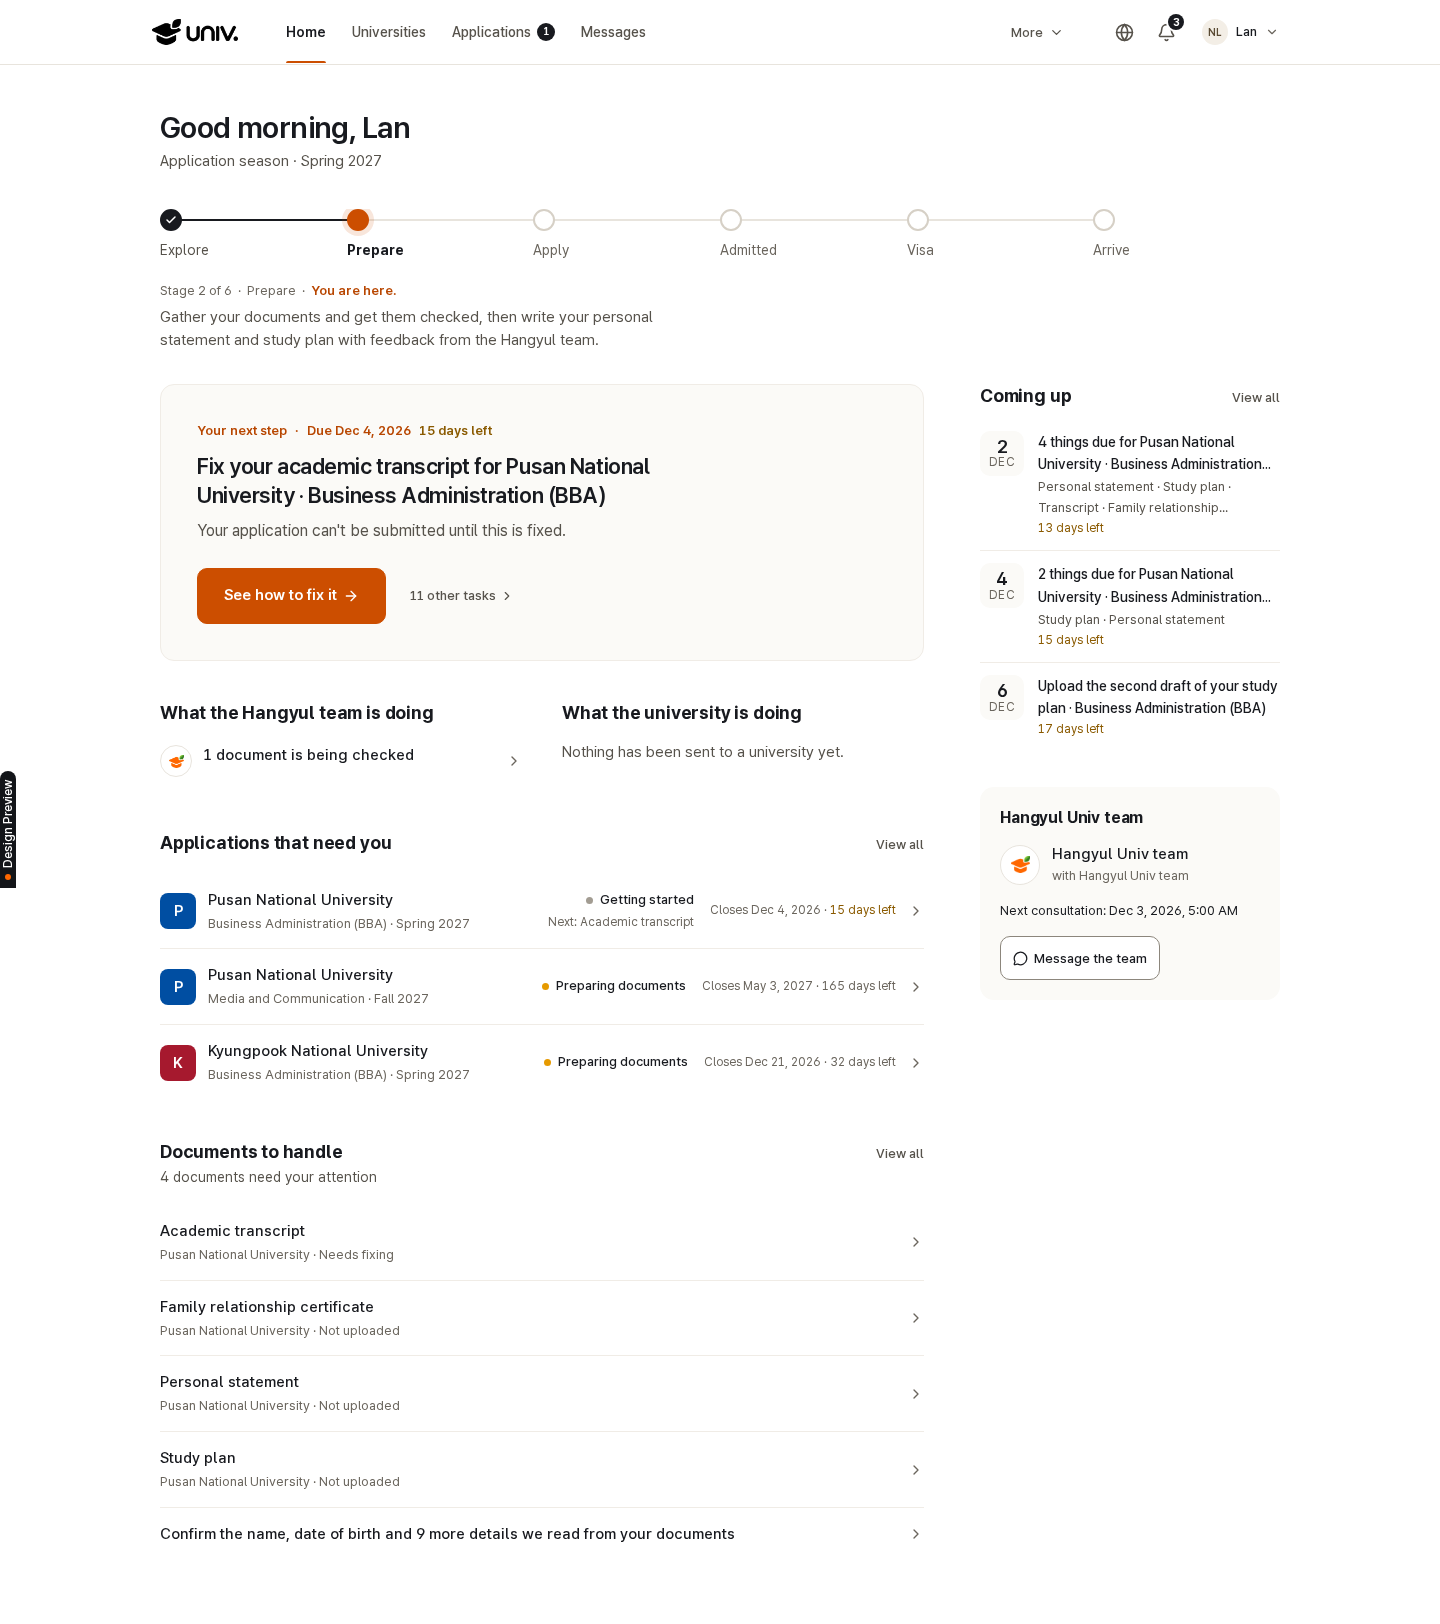 univ.
Home
Universities
Applications 1
Messages
More
3
NL
Lan
Good morning, Lan
Application season · Spring 2027
Explore
Prepare
Apply
Admitted
Visa
Arrive
Stage 2 of 6 · Prepare · You are here.
Gather your documents and get them checked, then write your personal
statement and study plan with feedback from the Hangyul team.
Your next step · Due Dec 4, 2026 15 days left
Fix your academic transcript for Pusan National
University · Business Administration (BBA)
Your application can't be submitted until this is fixed.
See how to fix it
11 other tasks
What the Hangyul team is doing
1 document is being checked
What the university is doing
Nothing has been sent to a university yet.
Applications that need you
View all
P
Pusan National University
Business Administration (BBA) · Spring 2027
Getting started
Next: Academic transcript
Closes Dec 4, 2026 · 15 days left
P
Pusan National University
Media and Communication · Fall 2027
Preparing documents
Closes May 3, 2027 · 165 days left
K
Kyungpook National University
Business Administration (BBA) · Spring 2027
Preparing documents
Closes Dec 21, 2026 · 32 days left
Documents to handle
View all
4 documents need your attention
Academic transcript
Pusan National University · Needs fixing
Family relationship certificate
Pusan National University · Not uploaded
Personal statement
Pusan National University · Not uploaded
Study plan
Pusan National University · Not uploaded
Confirm the name, date of birth and 9 more details we read from your documents
Coming up
View all
2
DEC
4 things due for Pusan National
University · Business Administration...
Personal statement · Study plan ·
Transcript · Family relationship...
13 days left
4
DEC
2 things due for Pusan National
University · Business Administration...
Study plan · Personal statement
15 days left
6
DEC
Upload the second draft of your study
plan · Business Administration (BBA)
17 days left
Hangyul Univ team
Hangyul Univ team
with Hangyul Univ team
Next consultation: Dec 3, 2026, 5:00 AM
Message the team
Design Preview